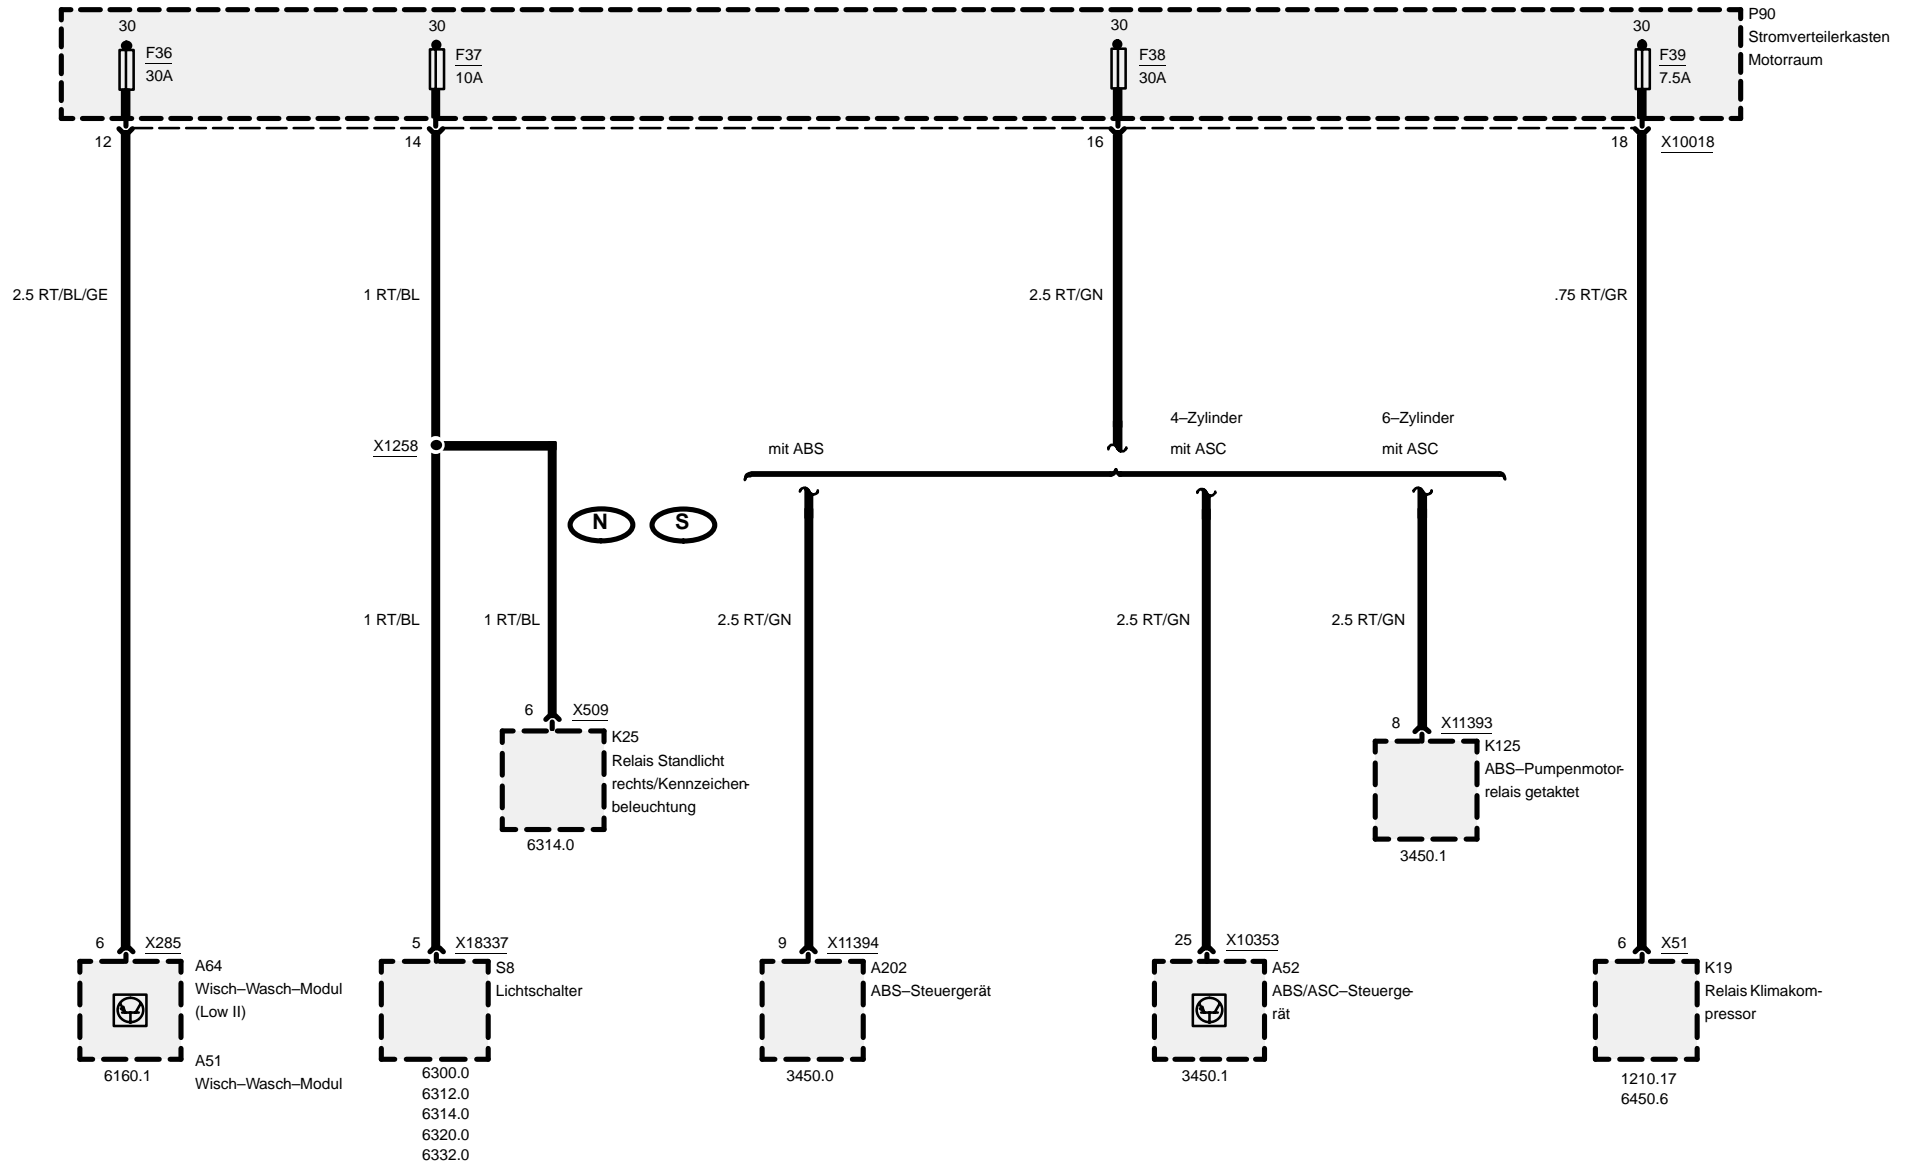 30
F36
30A
30
F37
10A
30
F38
30A
30
F39
7.5A
P90
Stromverteilerkasten
Motorraum
12
14
16
18
X10018
2.5 RT/BL/GE
1 RT/BL
2.5 RT/GN
.75 RT/GR
X1258
mit ABS
4–Zylinder
mit ASC
6–Zylinder
mit ASC
N
S
1 RT/BL
1 RT/BL
2.5 RT/GN
2.5 RT/GN
2.5 RT/GN
6
X509
K25
Relais Standlicht
rechts/Kennzeichen-
beleuchtung
6314.0
8
X11393
K125
ABS–Pumpenmotor-
relais getaktet
3450.1
6
X285
A64
Wisch–Wasch–Modul
(Low II)
A51
Wisch–Wasch–Modul
6160.1
5
X18337
S8
Lichtschalter
6300.0
6312.0
6314.0
6320.0
6332.0
9
X11394
A202
ABS–Steuergerät
3450.0
25
X10353
A52
ABS/ASC–Steuerge-
rät
3450.1
6
X51
K19
Relais Klimakom-
pressor
1210.17
6450.6